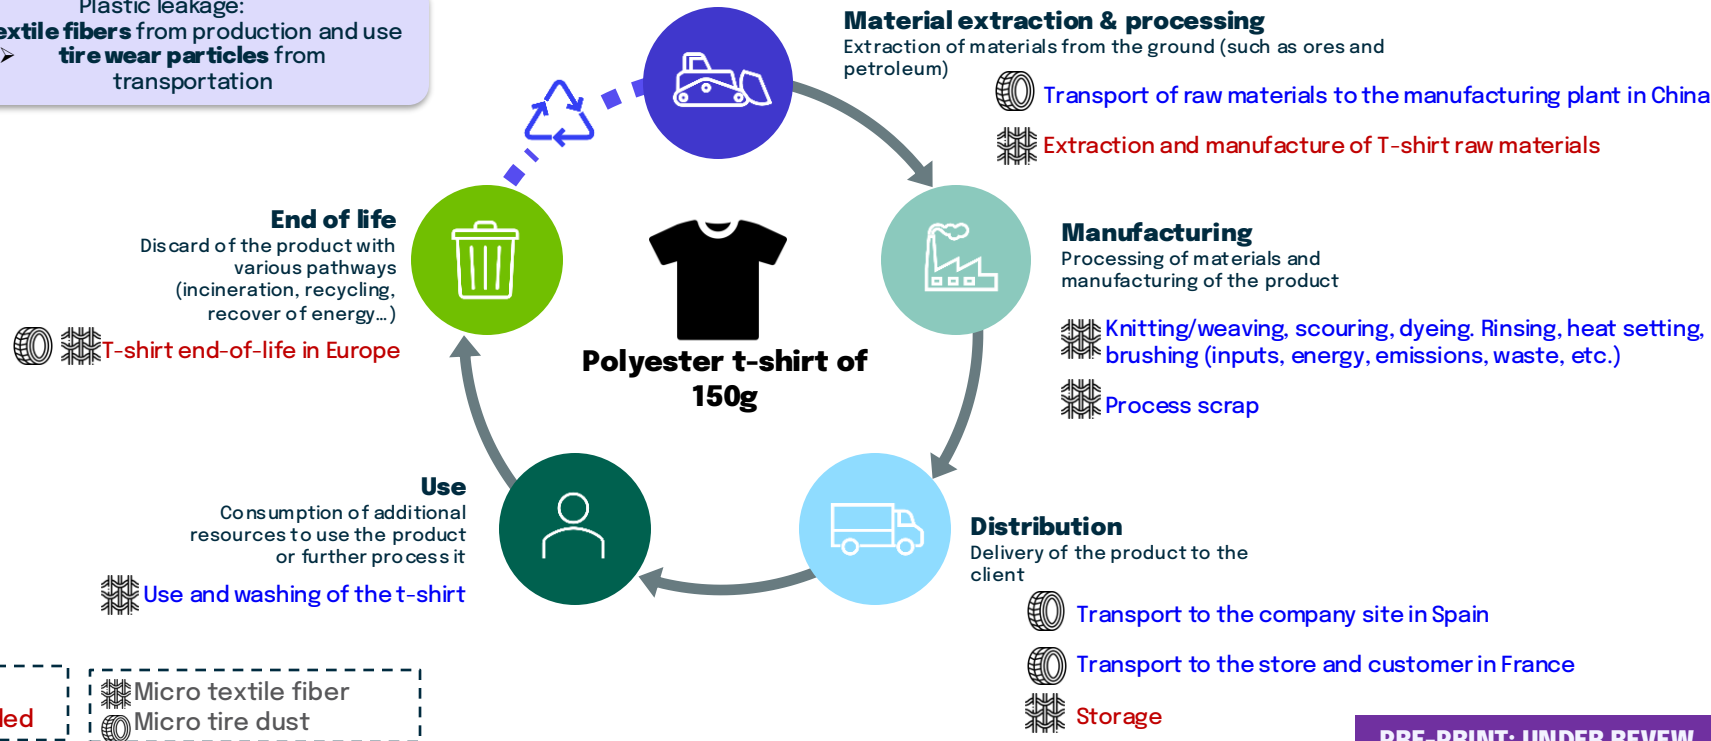 Plastic leakage:
textile fibers from production and use
➢ tire wear particles from
transportation
Material extraction & processing
Extraction of materials from the ground (such as ores and
petroleum)
Transport of raw materials to the manufacturing plant in China
Extraction and manufacture of T-shirt raw materials
End of life
Discard of the product with
various pathways
(incineration, recycling,
recover of energy…)
T-shirt end-of-life in Europe
Manufacturing
Processing of materials and
manufacturing of the product
Knitting/weaving, scouring, dyeing. Rinsing, heat setting,
brushing (inputs, energy, emissions, waste, etc.)
Process scrap
Polyester t-shirt of
150g
Use
Consumption of additional
resources to use the product
or further process it
Use and washing of the t-shirt
Distribution
Delivery of the product to the
client
Transport to the company site in Spain
Transport to the store and customer in France
Storage
Micro textile fiber
Micro tire dust
PRE-PRINT: UNDER REVEW